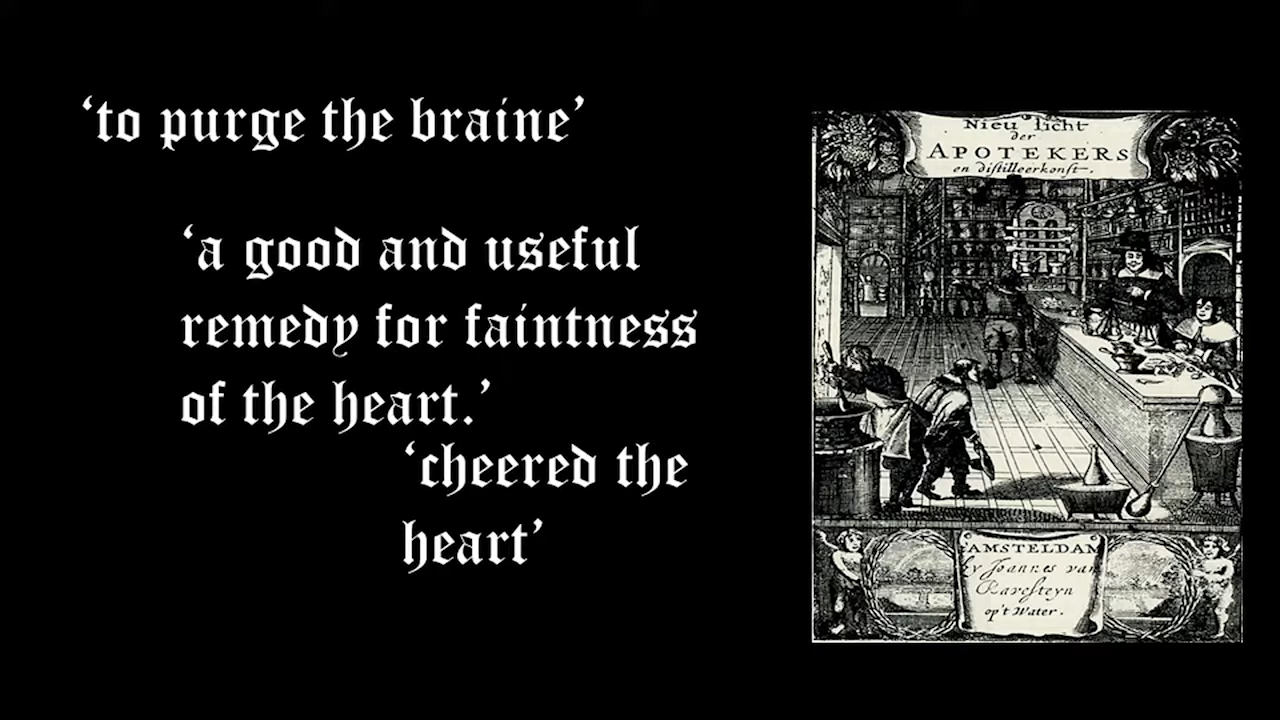 ‘to purge the braine’
‘a good and useful
remedy for faintness
of the heart.’
‘cheered the
heart’
Nieu licht
der
APOTEKERS
en distilleerkonst.
AMSTELDAM
Joannes van
Ravesteyn
op't Water.